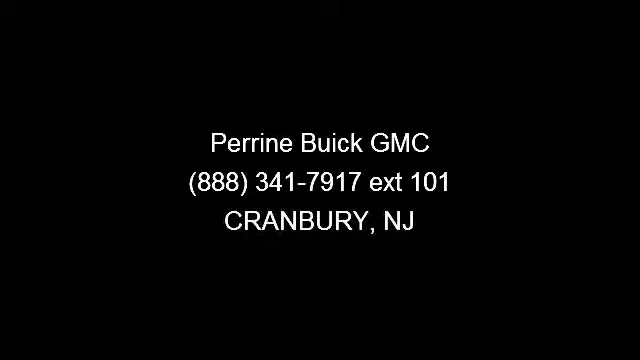 Perrine Buick GMC
(888) 341-7917 ext 101
CRANBURY, NJ